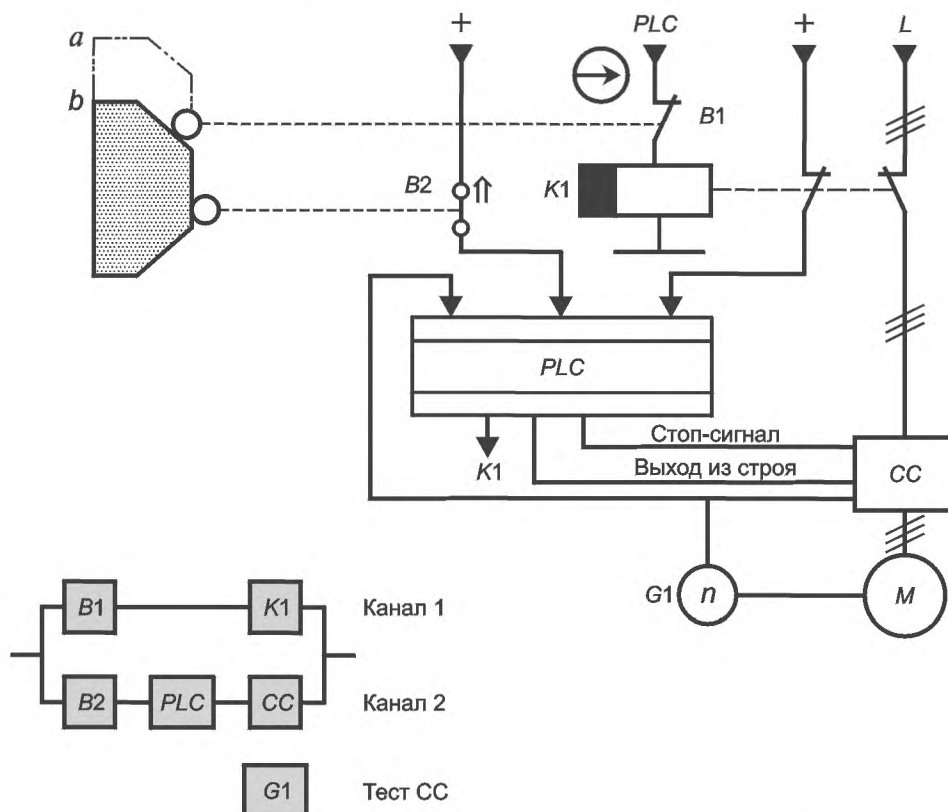 a
+
PLC
+
L
b
B1
B2
K1
PLC
Стоп-сигнал
K1
Выход из строя
CC
G1
n
M
B1
K1
Канал 1
B2
PLC
CC
Канал 2
G1
Тест CC